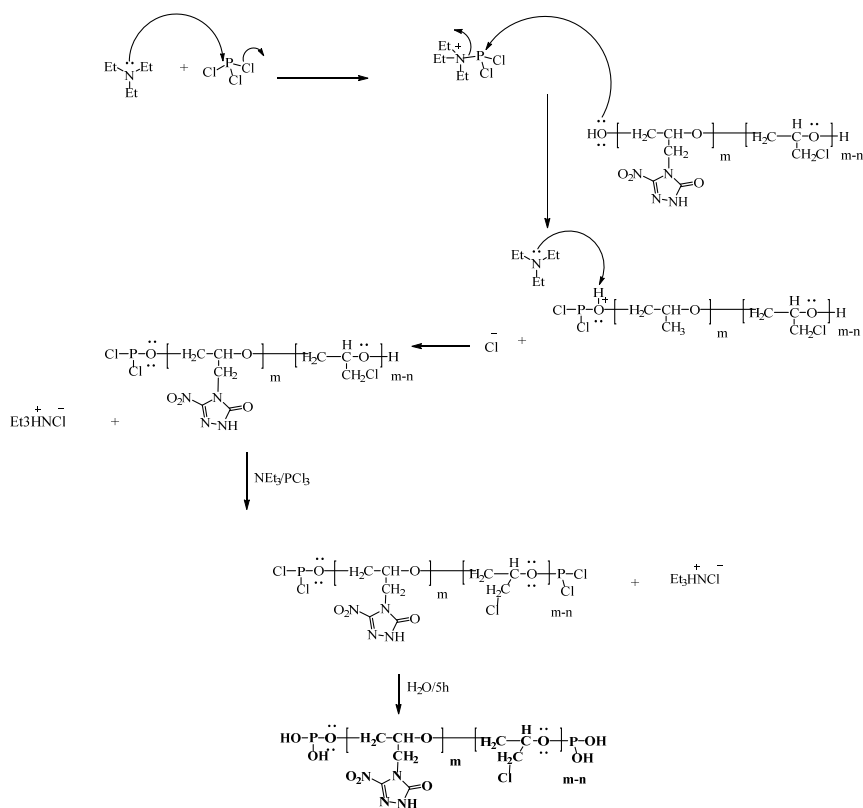 Et N Et Et + P Cl Cl Cl
Et Et N + P Cl Et Cl
HO H₂C CH O m H₂C H C O H m-n
CH₂ CH₂Cl
O₂N N O
N NH
Et N Et Et
H
Cl P O + H₂C CH O m H₂C H C O H m-n
Cl CH₃ CH₂Cl
Cl⁻ +
Cl P O H₂C CH O m H₂C H C O H m-n
Cl CH₂ CH₂Cl
O₂N N O
N NH
Et3HNCl + − +
NEt₃/PCl₃
Cl P O H₂C CH O m H₂C H C O P Cl m-n
Cl CH₂ H₂C Cl Cl
O₂N N O
N NH
+ Et₃HNCl + −
H₂O/5h
HO P O H₂C CH O m H₂C H C O P OH m-n
OH CH₂ H₂C Cl OH
O₂N N O
N NH